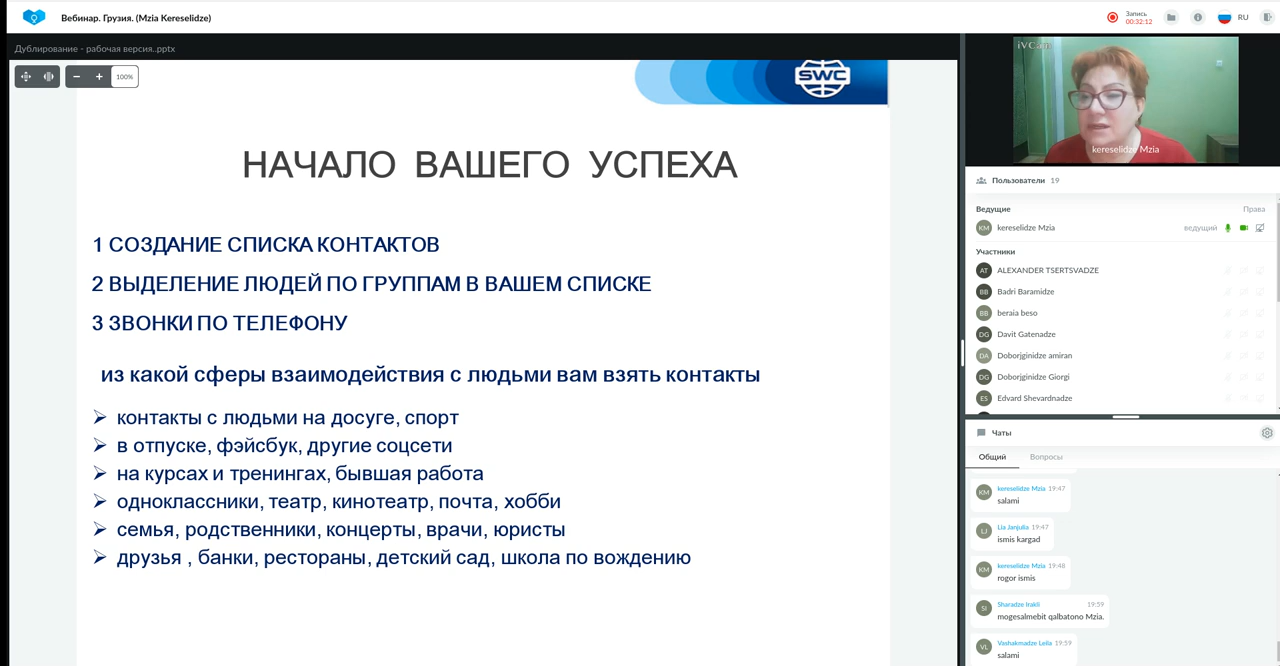 Вебинар. Грузия. (Mzia Kereselidze)
Запись
00:32:12
RU
Дублирование - рабочая версия..pptx
100%
SWC
НАЧАЛО ВАШЕГО УСПЕХА
1 СОЗДАНИЕ СПИСКА КОНТАКТОВ
2 ВЫДЕЛЕНИЕ ЛЮДЕЙ ПО ГРУППАМ В ВАШЕМ СПИСКЕ
3 ЗВОНКИ ПО ТЕЛЕФОНУ
из какой сферы взаимодействия с людьми вам взять контакты
контакты с людьми на досуге, спорт
в отпуске, фэйсбук, другие соцсети
на курсах и тренингах, бывшая работа
одноклассники, театр, кинотеатр, почта, хобби
семья, родственники, концерты, врачи, юристы
друзья , банки, рестораны, детский сад, школа по вождению
iVCam
kereselidze Mzia
Пользователи 19
Ведущие Права
KM kereselidze Mzia ведущий
Участники
AT ALEXANDER TSERTSVADZE
BB Badri Baramidze
BB beraia beso
DG Davit Gatenadze
DA Doborjginidze amiran
DG Doborjginidze Giorgi
ES Edvard Shevardnadze
Чаты
Общий Вопросы
KM kereselidze Mzia 19:47
salami
LJ Lia Janjulia 19:47
ismis kargad
KM kereselidze Mzia 19:48
rogor ismis
SI Sharadze Irakli 19:59
mogesalmebit qalbatono Mzia.
VL Vashakmadze Leila 19:59
salami